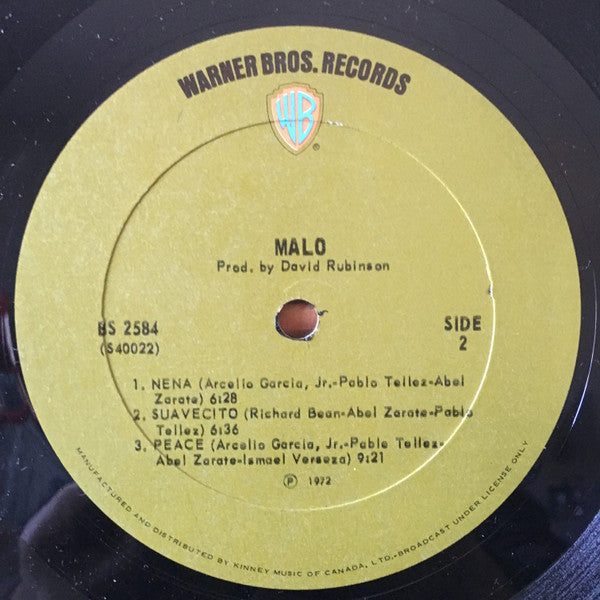 WARNER BROS. RECORDS
WB
®
MALO
Prod. by David Rubinson
BS 2584
(S40022)
SIDE
2
1. NENA (Arcelio Garcia, Jr.-Pablo Tellez-Abel
Zarate) 6:28
2. SUAVECITO (Richard Bean-Abel Zarate-Pablo
Tellez) 6:36
3. PEACE (Arcelio Garcia, Jr.-Pablo Tellez-
Abel Zarate-Ismael Versoza) 9:21
℗ 1972
MANUFACTURED AND DISTRIBUTED BY KINNEY MUSIC OF CANADA, LTD.-BROADCAST UNDER LICENSE ONLY